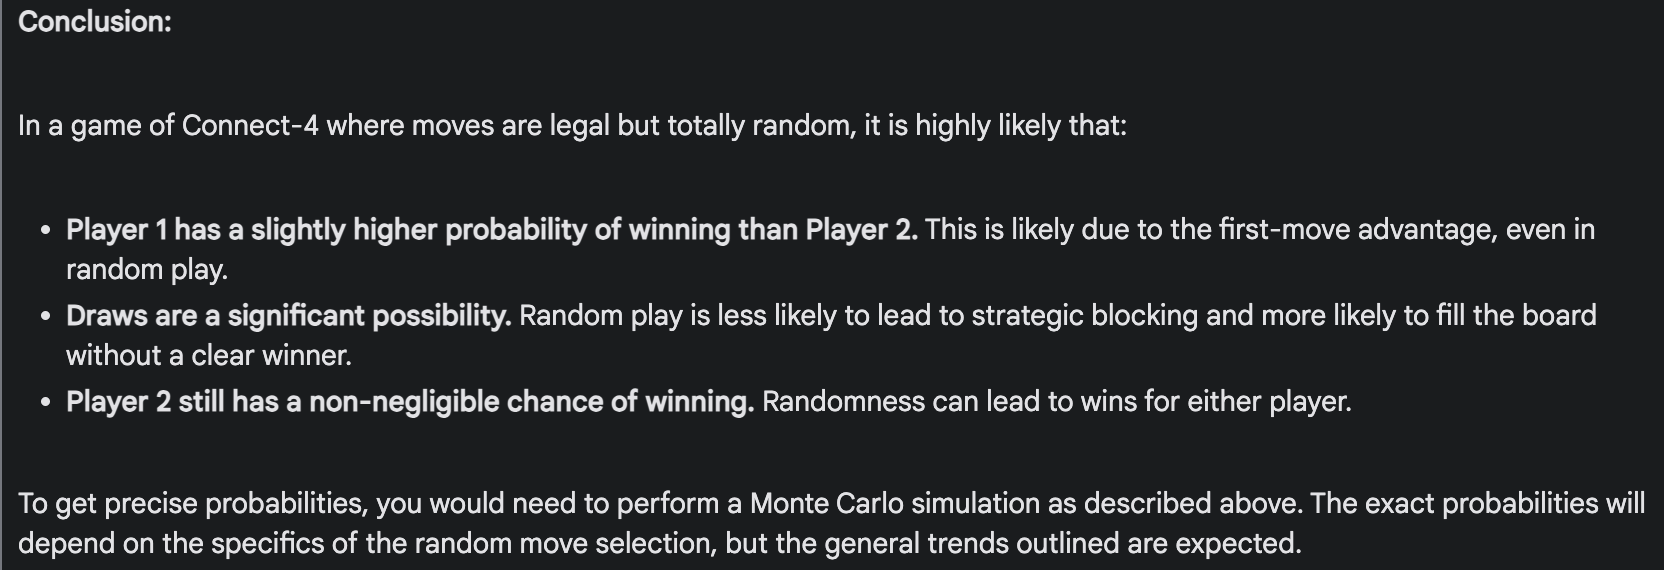 Conclusion:
In a game of Connect-4 where moves are legal but totally random, it is highly likely that:
• Player 1 has a slightly higher probability of winning than Player 2. This is likely due to the first-move advantage, even in
random play.
• Draws are a significant possibility. Random play is less likely to lead to strategic blocking and more likely to fill the board
without a clear winner.
• Player 2 still has a non-negligible chance of winning. Randomness can lead to wins for either player.
To get precise probabilities, you would need to perform a Monte Carlo simulation as described above. The exact probabilities will
depend on the specifics of the random move selection, but the general trends outlined are expected.